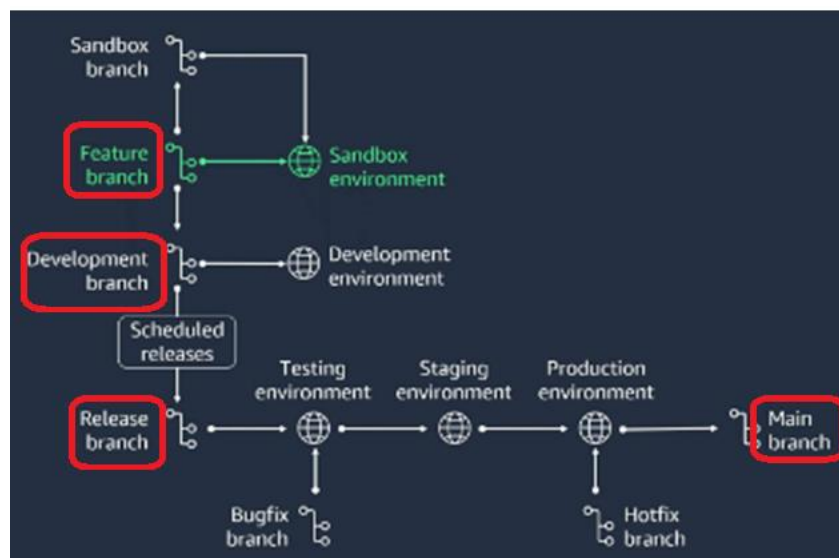 Sandbox
branch
Feature
branch
Sandbox
environment
Development
branch
Development
environment
Scheduled
releases
Testing
environment
Staging
environment
Production
environment
Release
branch
Main
branch
Bugfix
branch
Hotfix
branch